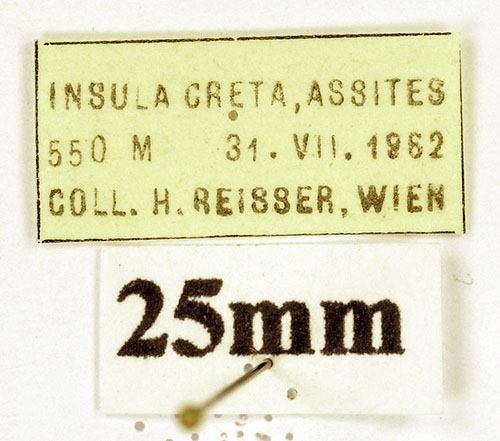 INSULA CRETA, ASSITES
550 M 31. VII. 1962
COLL. H. REISSER, WIEN
25mm